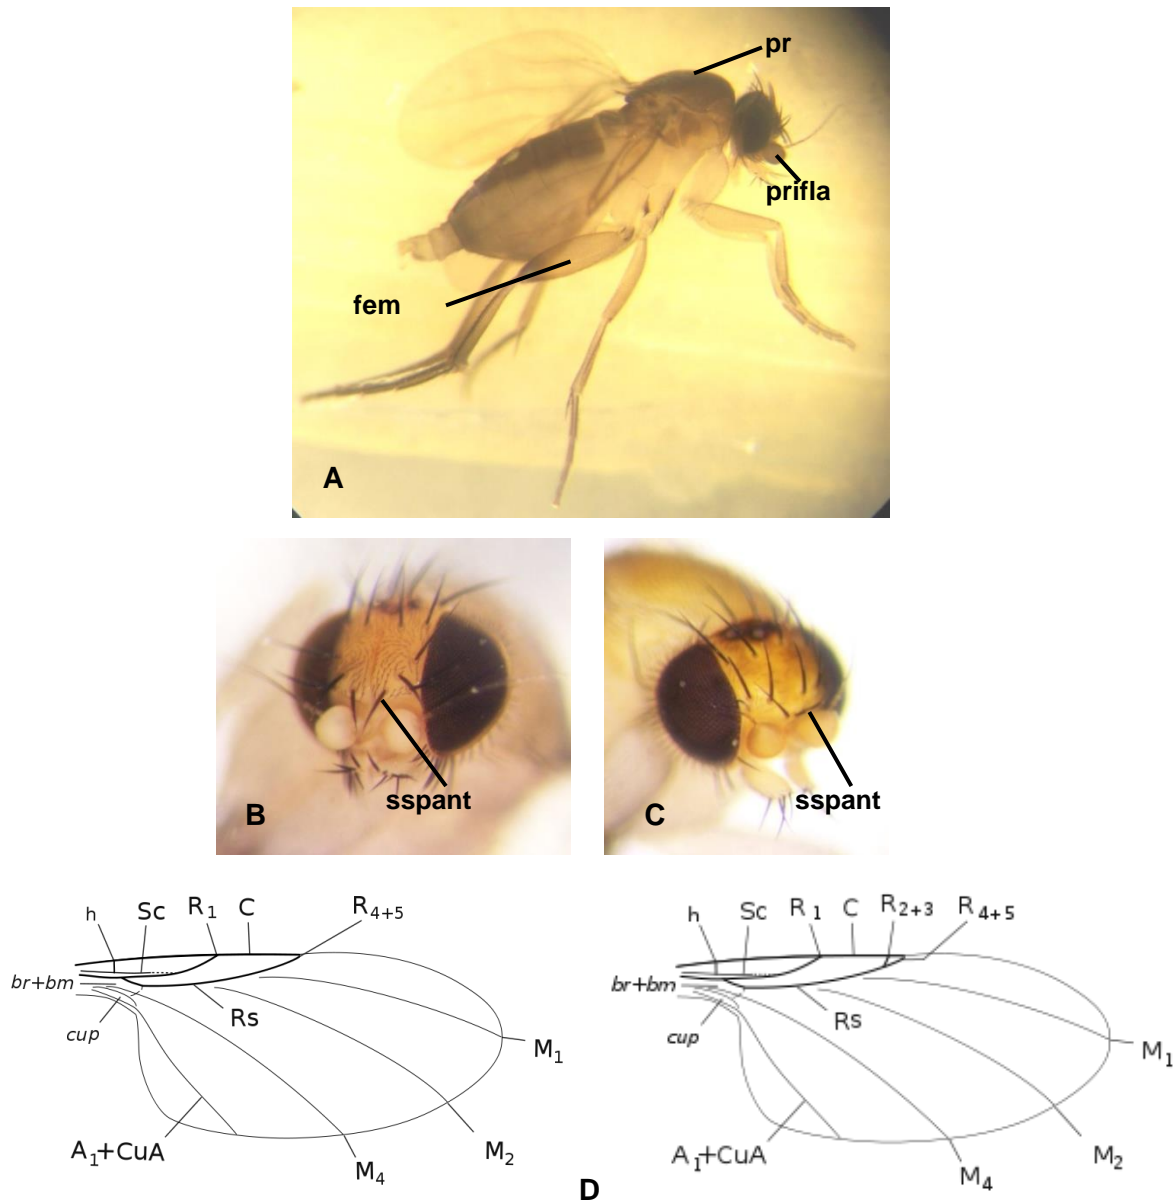 pr
prifla
fem
A
sspant
B
sspant
C
h Sc R1 C R4+5
br+bm
cup
Rs
M1
A1+CuA
M4
M2
h Sc R1 C R2+3 R4+5
br+bm
cup
Rs
M1
A1+CuA
M4
M2
D